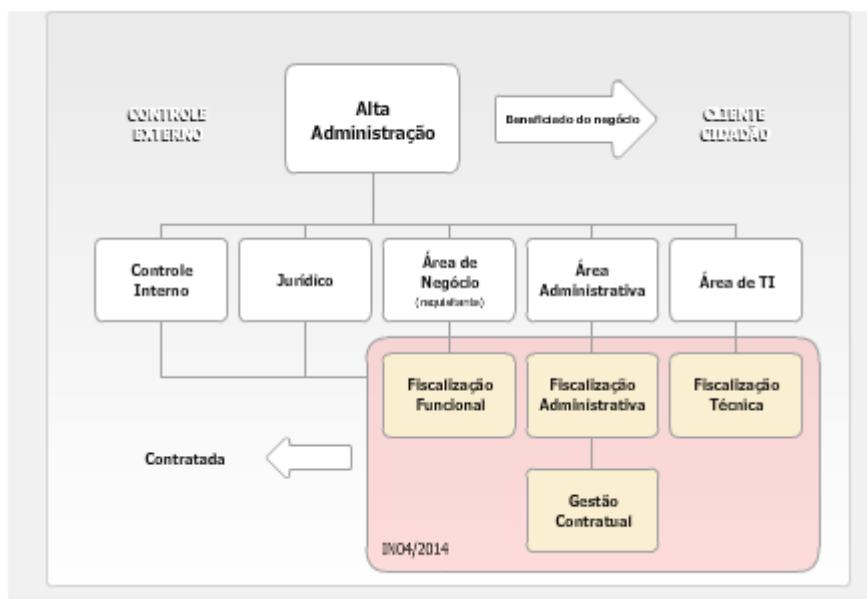 CONTROLE
EXTERNO
Alta
Administração
Beneficiado do negócio
CLIENTE
CIDADÃO
Controle
Interno
Jurídico
Área de
Negócio
(requisitante)
Área
Administrativa
Área de TI
Fiscalização
Funcional
Fiscalização
Administrativa
Fiscalização
Técnica
Contratada
Gestão
Contratual
IN04/2014